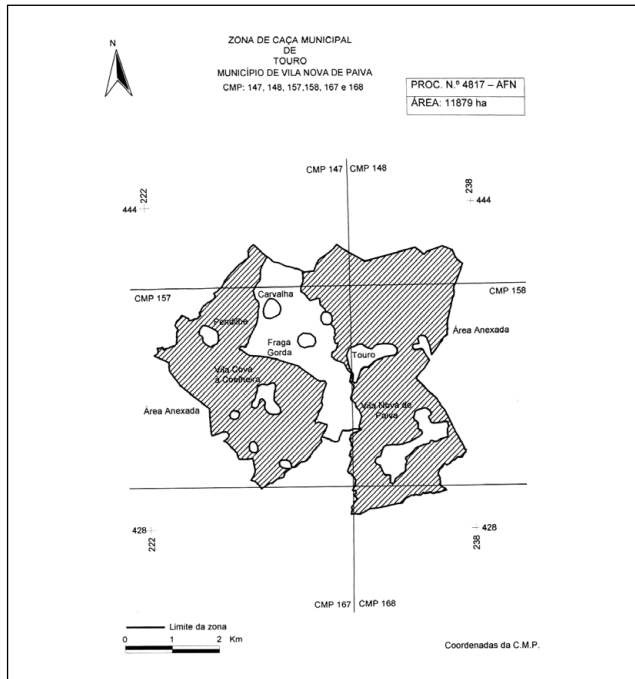 N
ZONA DE CAÇA MUNICIPAL
DE
TOURO
MUNICÍPIO DE VILA NOVA DE PAIVA
CMP: 147, 148, 157,158, 167 e 168
PROC. N.º 4817 – AFN
ÁREA: 11879 ha
CMP 147 CMP 148
222
238
444
444
CMP 157
CMP 158
Carvalha
Pendilhe
Fraga
Gorda
Touro
Área Anexada
Vila Cova
à Coelheira
Área Anexada
Vila Nova de
Paiva
428
222
428
238
CMP 167 CMP 168
Limite da zona
0 1 2 Km
Coordenadas da C.M.P.